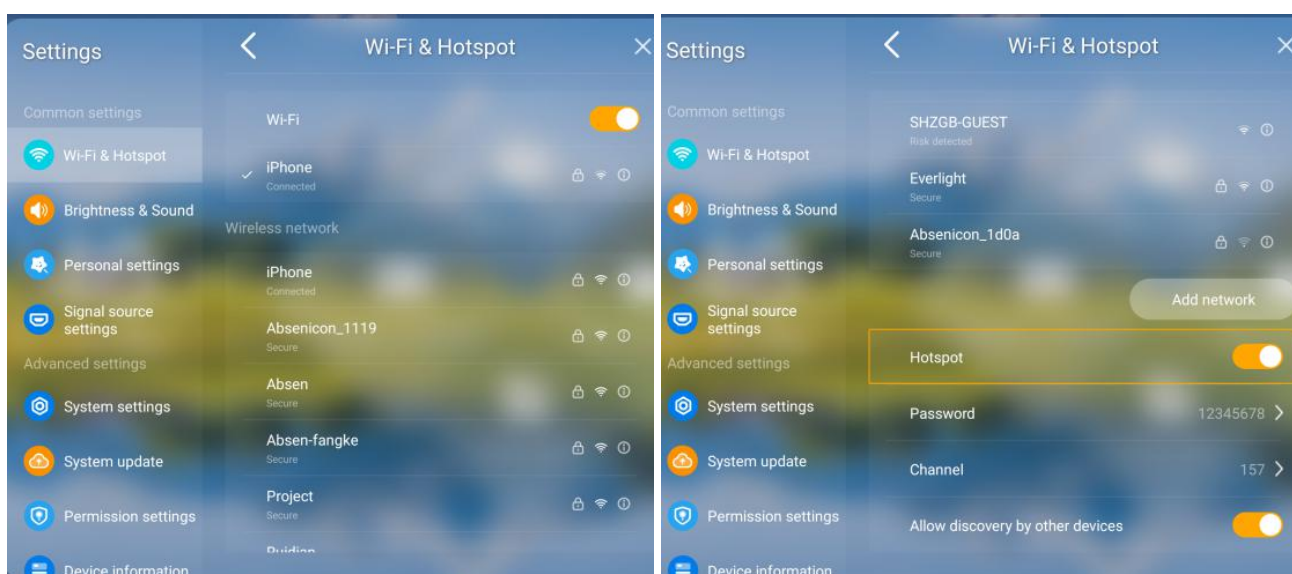 Settings
Common settings
Wi-Fi & Hotspot
Brightness & Sound
Personal settings
Signal source
settings
Advanced settings
System settings
System update
Permission settings
Device information
Wi-Fi & Hotspot
Wi-Fi
iPhone
Connected
Wireless network
iPhone
Connected
Absenicon_1119
Secure
Absen
Secure
Absen-fangke
Secure
Project
Secure
Ruidian
Settings
Common settings
Wi-Fi & Hotspot
Brightness & Sound
Personal settings
Signal source
settings
Advanced settings
System settings
System update
Permission settings
Device information
Wi-Fi & Hotspot
SHZGB-GUEST
Risk detected
Everlight
Secure
Absenicon_1d0a
Secure
Add network
Hotspot
Password 12345678
Channel 157
Allow discovery by other devices